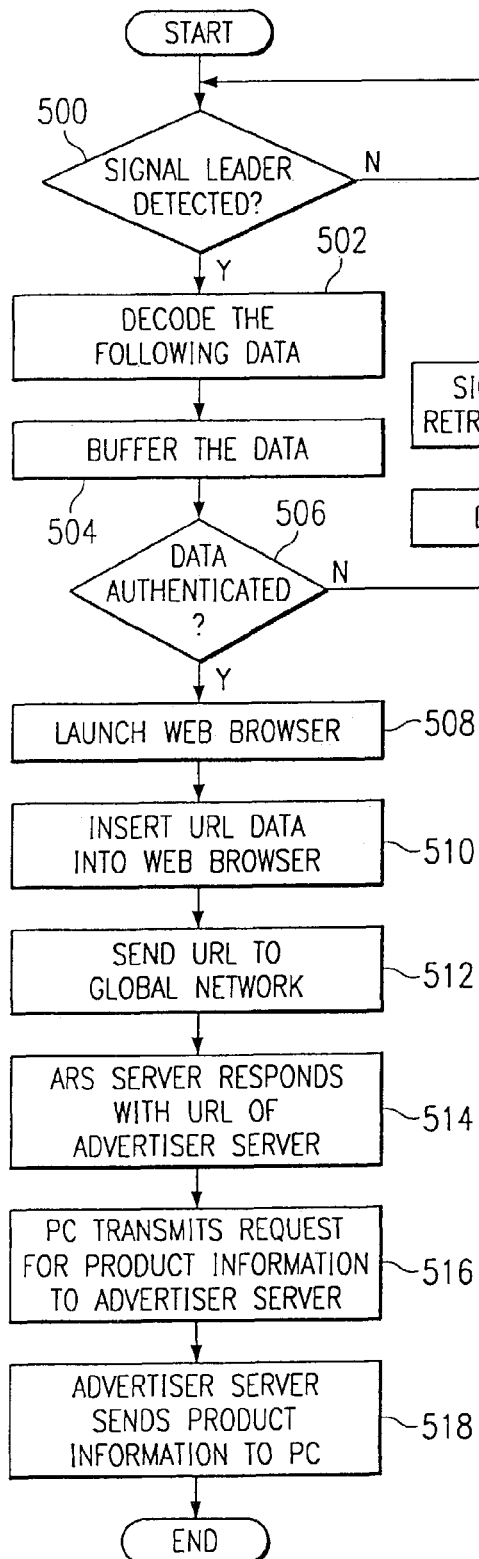 START
500
SIGNAL LEADER
DETECTED?
N
Y
502
DECODE THE
FOLLOWING DATA
BUFFER THE DATA
504
506
DATA
AUTHENTICATED
?
N
Y
LAUNCH WEB BROWSER
508
INSERT URL DATA
INTO WEB BROWSER
510
SEND URL TO
GLOBAL NETWORK
512
ARS SERVER RESPONDS
WITH URL OF
ADVERTISER SERVER
514
PC TRANSMITS REQUEST
FOR PRODUCT INFORMATION
TO ADVERTISER SERVER
516
ADVERTISER SERVER
SENDS PRODUCT
INFORMATION TO PC
518
END